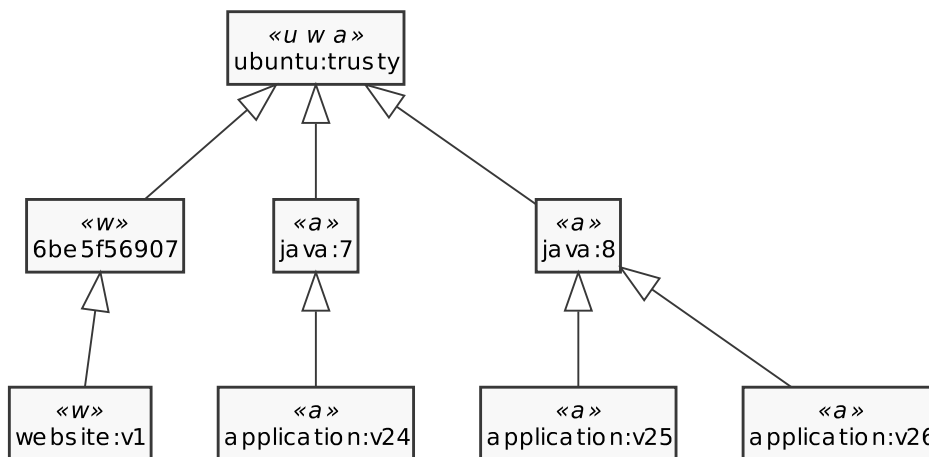 «u w a»
ubuntu:trusty
«w»
6be5f56907
«a»
java:7
«a»
java:8
«w»
website:v1
«a»
application:v24
«a»
application:v25
«a»
application:v26